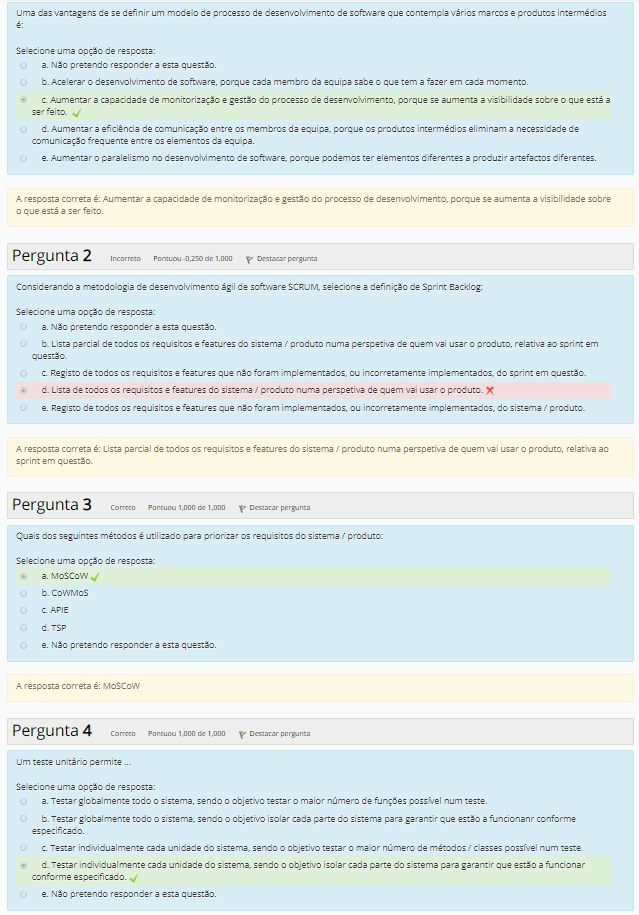 Uma das vantagens de se definir um modelo de processo de desenvolvimento de software que contempla vários marcos e produtos intermédios
é:
Selecione uma opção de resposta:
a. Não pretendo responder a esta questão.
b. Acelerar o desenvolvimento de software, porque cada membro da equipa sabe o que tem a fazer em cada momento.
c. Aumentar a capacidade de monitorização e gestão do processo de desenvolvimento, porque se aumenta a visibilidade sobre o que está a
ser feito.
d. Aumentar a eficiência de comunicação entre os membros da equipa, porque os produtos intermédios eliminam a necessidade de
comunicação frequente entre os elementos da equipa.
e. Aumentar o paralelismo no desenvolvimento de software, porque podemos ter elementos diferentes a produzir artefactos diferentes.
A resposta correta é: Aumentar a capacidade de monitorização e gestão do processo de desenvolvimento, porque se aumenta a visibilidade sobre
o que está a ser feito.
Pergunta 2 Incorreto Pontuou -0,250 de 1,000 Destacar pergunta
Considerando a metodologia de desenvolvimento ágil de software SCRUM, selecione a definição de Sprint Backlog:
Selecione uma opção de resposta:
a. Não pretendo responder a esta questão.
b. Lista parcial de todos os requisitos e features do sistema / produto numa perspetiva de quem vai usar o produto, relativa ao sprint em
questão.
c. Registo de todos os requisitos e features que não foram implementados, ou incorretamente implementados, do sprint em questão.
d. Lista de todos os requisitos e features do sistema / produto numa perspetiva de quem vai usar o produto.
e. Registo de todos os requisitos e features que não foram implementados, ou incorretamente implementados, do sistema / produto.
A resposta correta é: Lista parcial de todos os requisitos e features do sistema / produto numa perspetiva de quem vai usar o produto, relativa ao
sprint em questão.
Pergunta 3 Correto Pontuou 1,000 de 1,000 Destacar pergunta
Quais dos seguintes métodos é utilizado para priorizar os requisitos do sistema / produto:
Selecione uma opção de resposta:
a. MoSCoW
b. CoWMoS
c. APIE
d. TSP
e. Não pretendo responder a esta questão.
A resposta correta é: MoSCoW
Pergunta 4 Correto Pontuou 1,000 de 1,000 Destacar pergunta
Um teste unitário permite ...
Selecione uma opção de resposta:
a. Testar globalmente todo o sistema, sendo o objetivo testar o maior número de funções possível num teste.
b. Testar globalmente todo o sistema, sendo o objetivo isolar cada parte do sistema para garantir que estão a funcionanr conforme
especificado.
c. Testar individualmente cada unidade do sistema, sendo o objetivo testar o maior número de métodos / classes possível num teste.
d. Testar individualmente cada unidade do sistema, sendo o objetivo isolar cada parte do sistema para garantir que estão a funcionar
conforme especificado.
e. Não pretendo responder a esta questão.